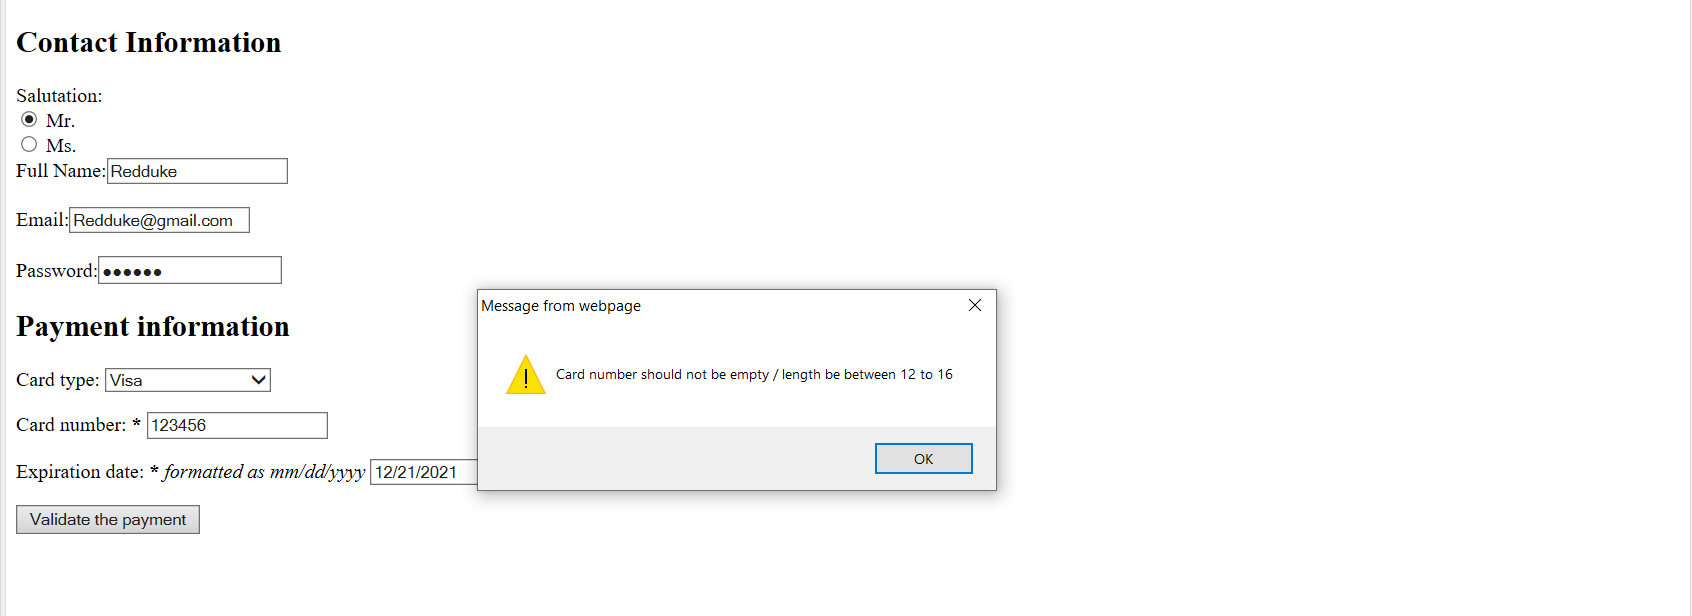 Contact Information
Salutation:
Mr.
Ms.
Full Name: Redduke
Email: Redduke@gmail.com
Password: ●●●●●●
Message from webpage
Payment information
Card type: Visa
Card number should not be empty / length be between 12 to 16
Card number: * 123456
OK
Expiration date: * formatted as mm/dd/yyyy 12/21/2021
Validate the payment